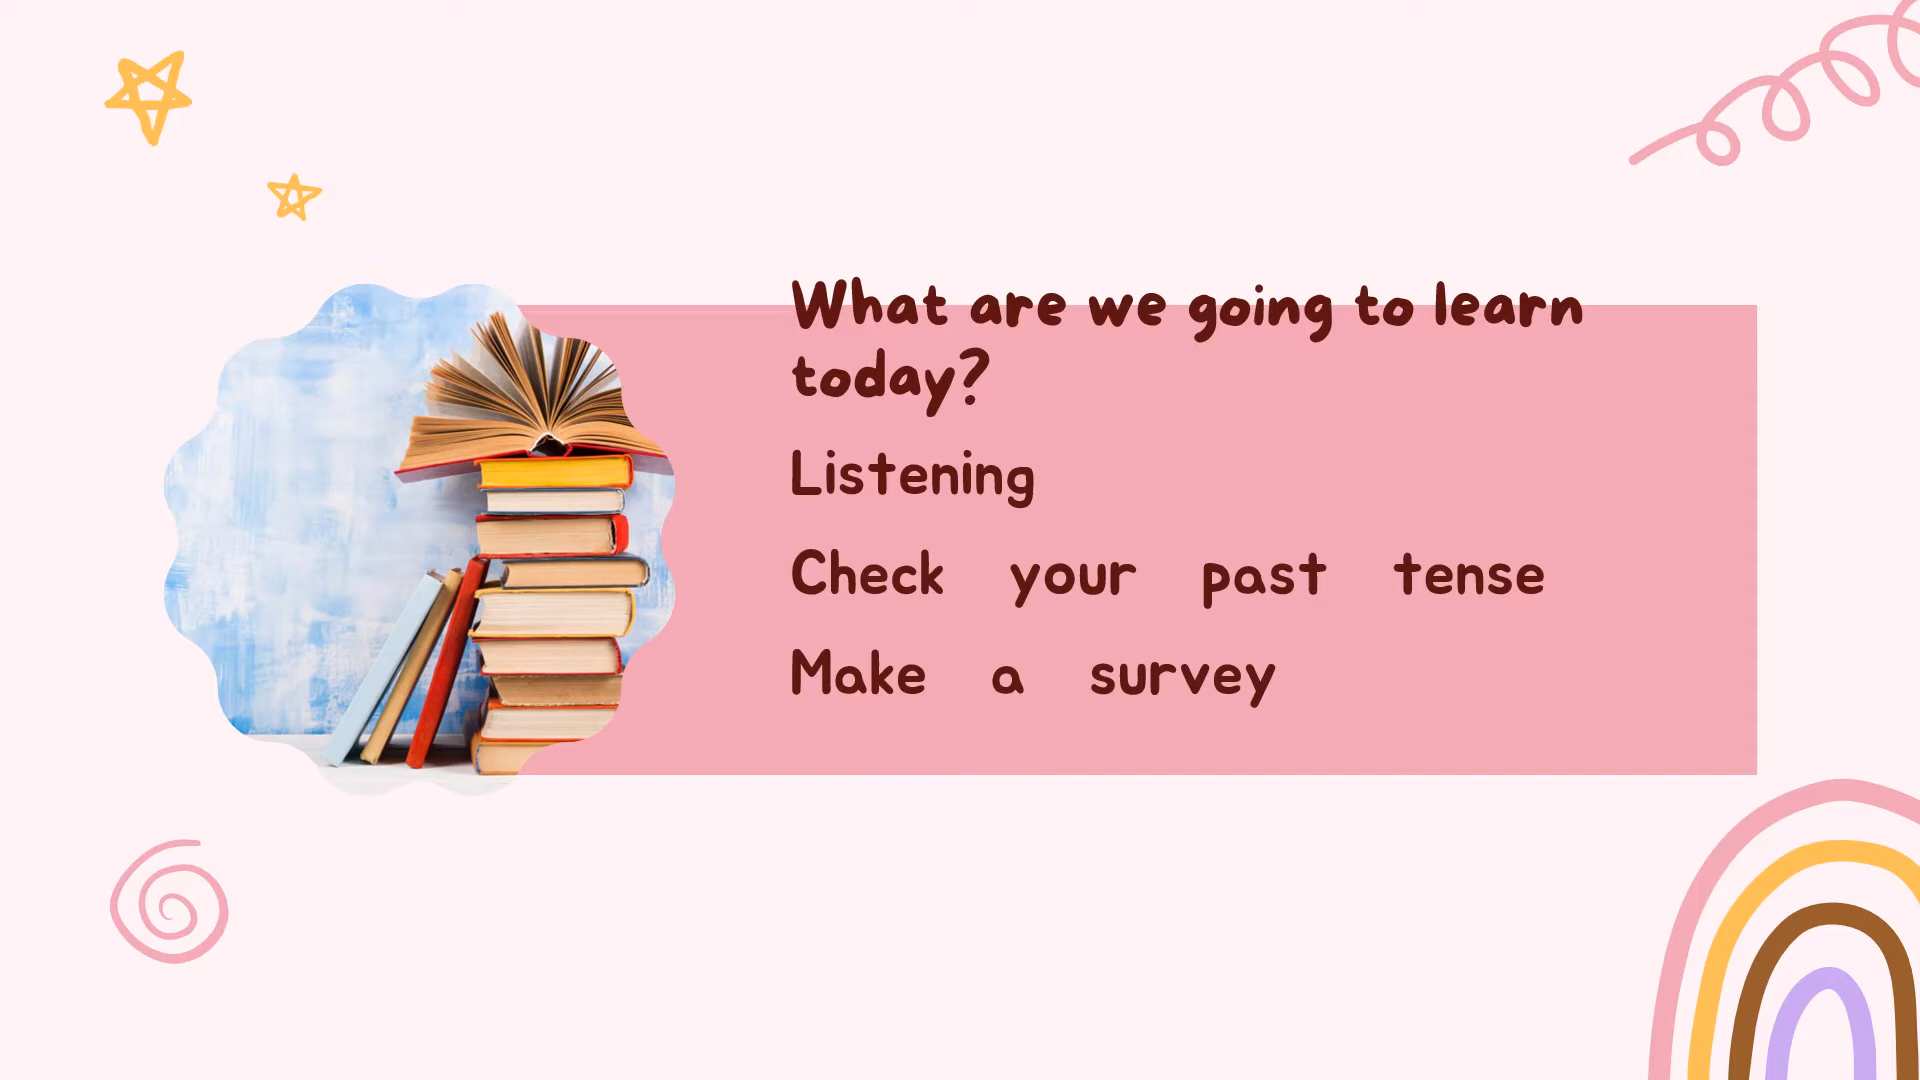 What are we going to learn
today?
Listening
Check your past tense
Make a survey